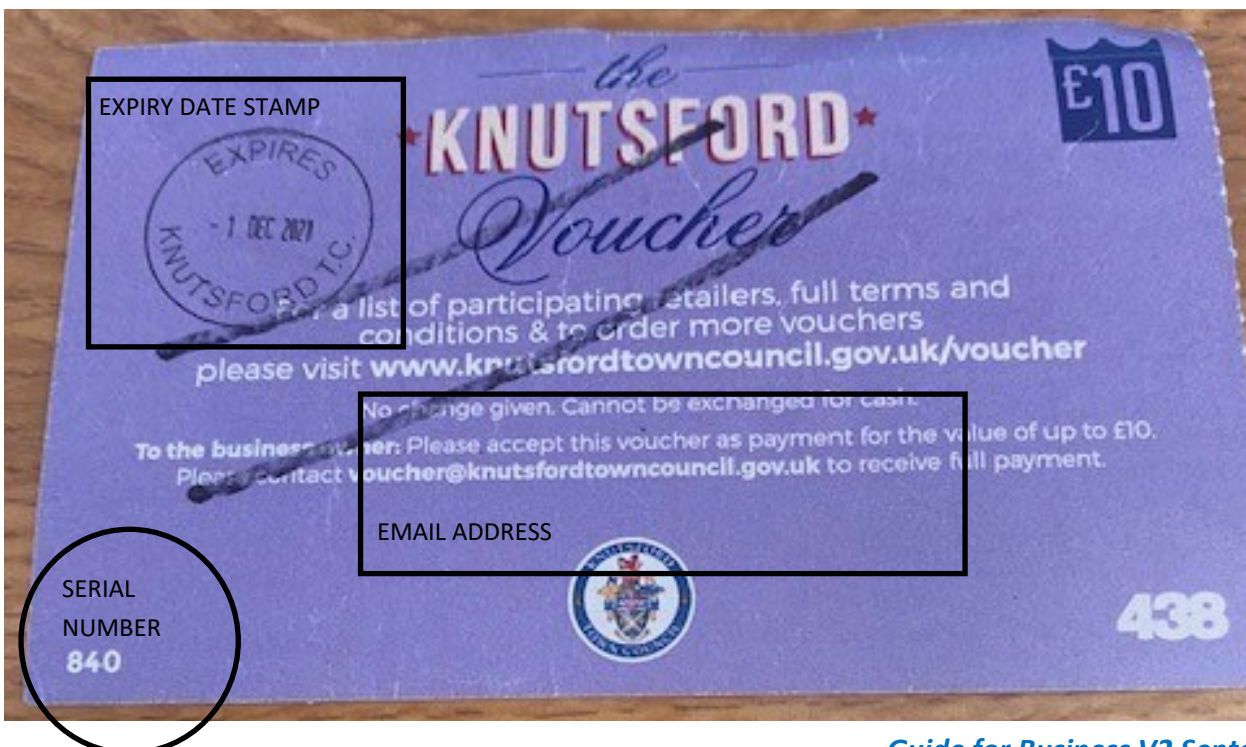 the
£10
EXPIRY DATE STAMP
KNUTSFORD
EXPIRES
Voucher
- 1 DEC 2021
KNUTSFORD T.C.
For a list of participating retailers, full terms and
conditions & to order more vouchers
please visit www.knutsfordtowncouncil.gov.uk/voucher
No change given. Cannot be exchanged for cash.
To the business owner: Please accept this voucher as payment for the value of up to £10.
Please contact voucher@knutsfordtowncouncil.gov.uk to receive full payment.
EMAIL ADDRESS
KNUTSFORD
TOWN COUNCIL
SERIAL
NUMBER
840
438
Guide for Business V2 Sept